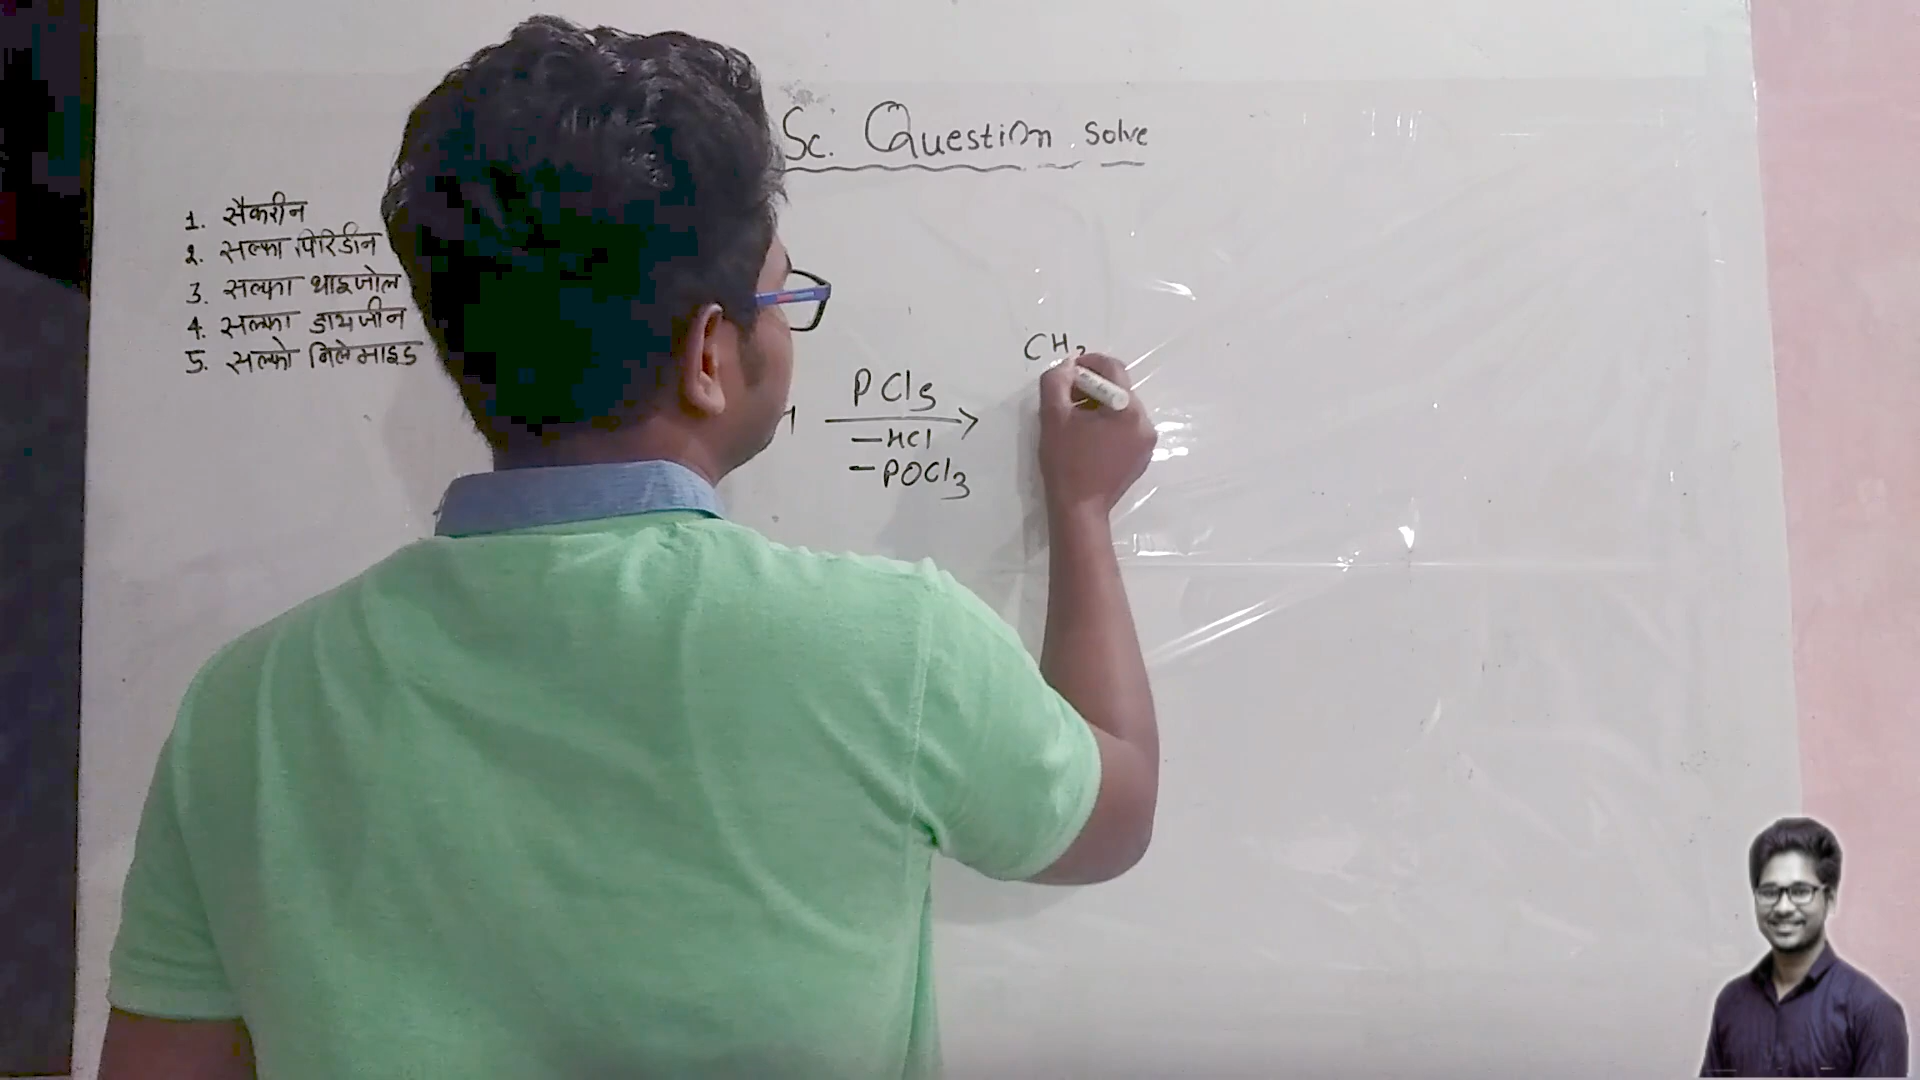 Sc. Question solve
1. सैकरीन
2. सल्फा पिरिडीन
3. सल्फा थाइजोल
4. सल्फा डायजीन
5. सल्फो निलेमाइड
PCl5
-HCl
-POCl3
CH3